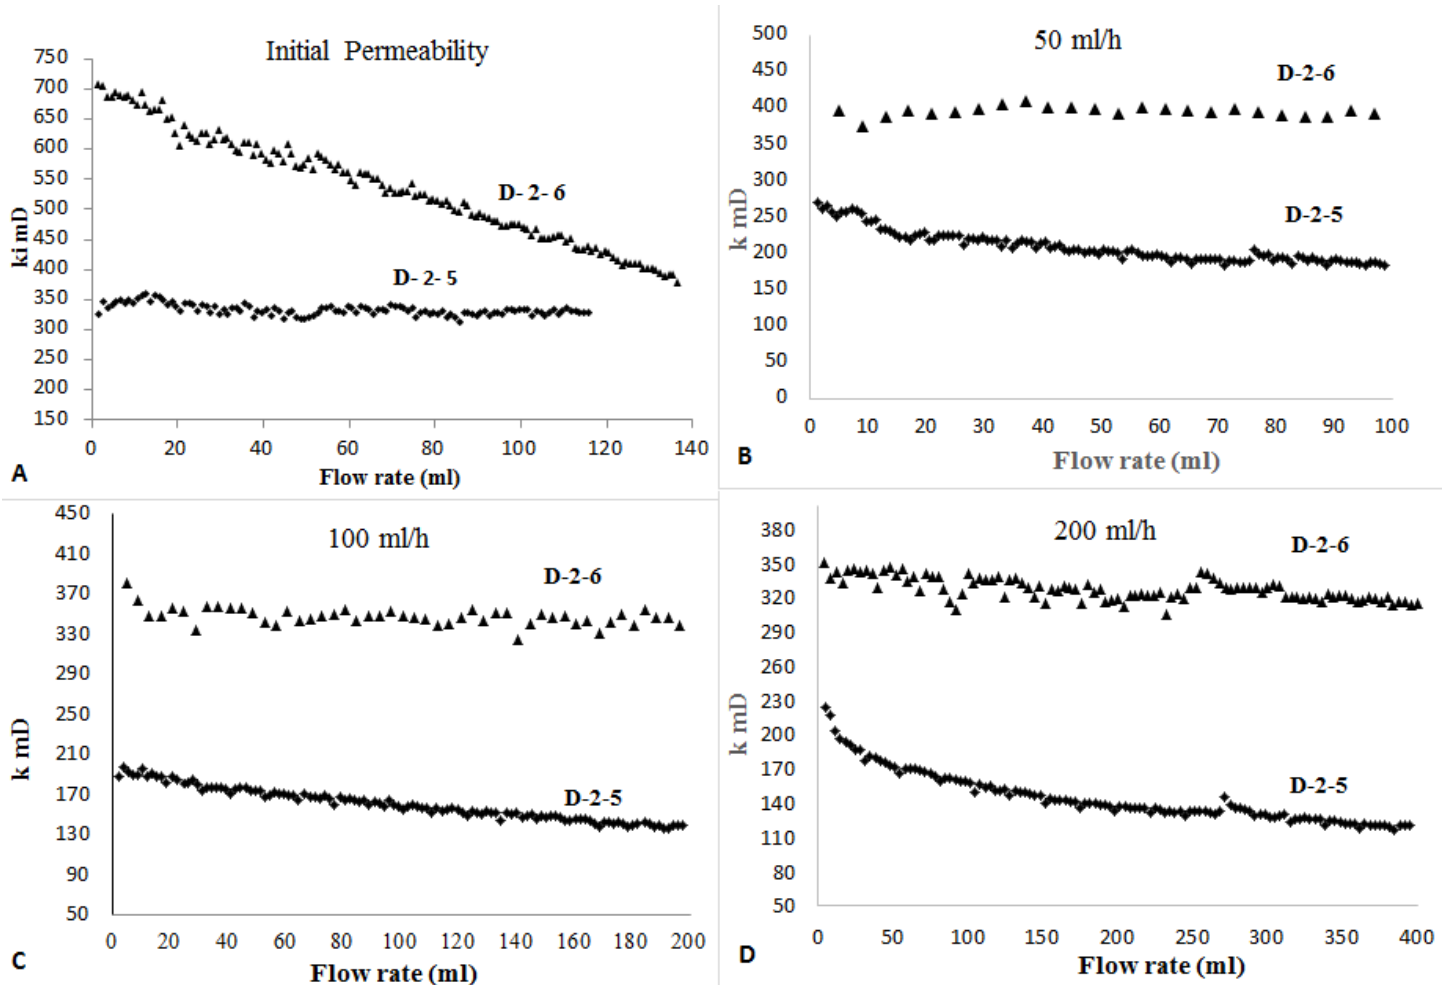 Initial Permeability
750
700
650
600
550
500
450
400
350
300
250
200
150
ki mD
D- 2- 6
D- 2- 5
0 20 40 60 80 100 120 140
Flow rate (ml)
A
50 ml/h
500
450
400
350
300
250
200
150
100
50
0
k mD
D-2-6
D-2-5
0 10 20 30 40 50 60 70 80 90 100
Flow rate (ml)
B
100 ml/h
450
410
370
330
290
250
210
170
130
90
50
k mD
D-2-6
D-2-5
0 20 40 60 80 100 120 140 160 180 200
Flow rate (ml)
C
200 ml/h
380
350
320
290
260
230
200
170
140
110
80
50
k mD
D-2-6
D-2-5
0 50 100 150 200 250 300 350 400
Flow rate (ml)
D